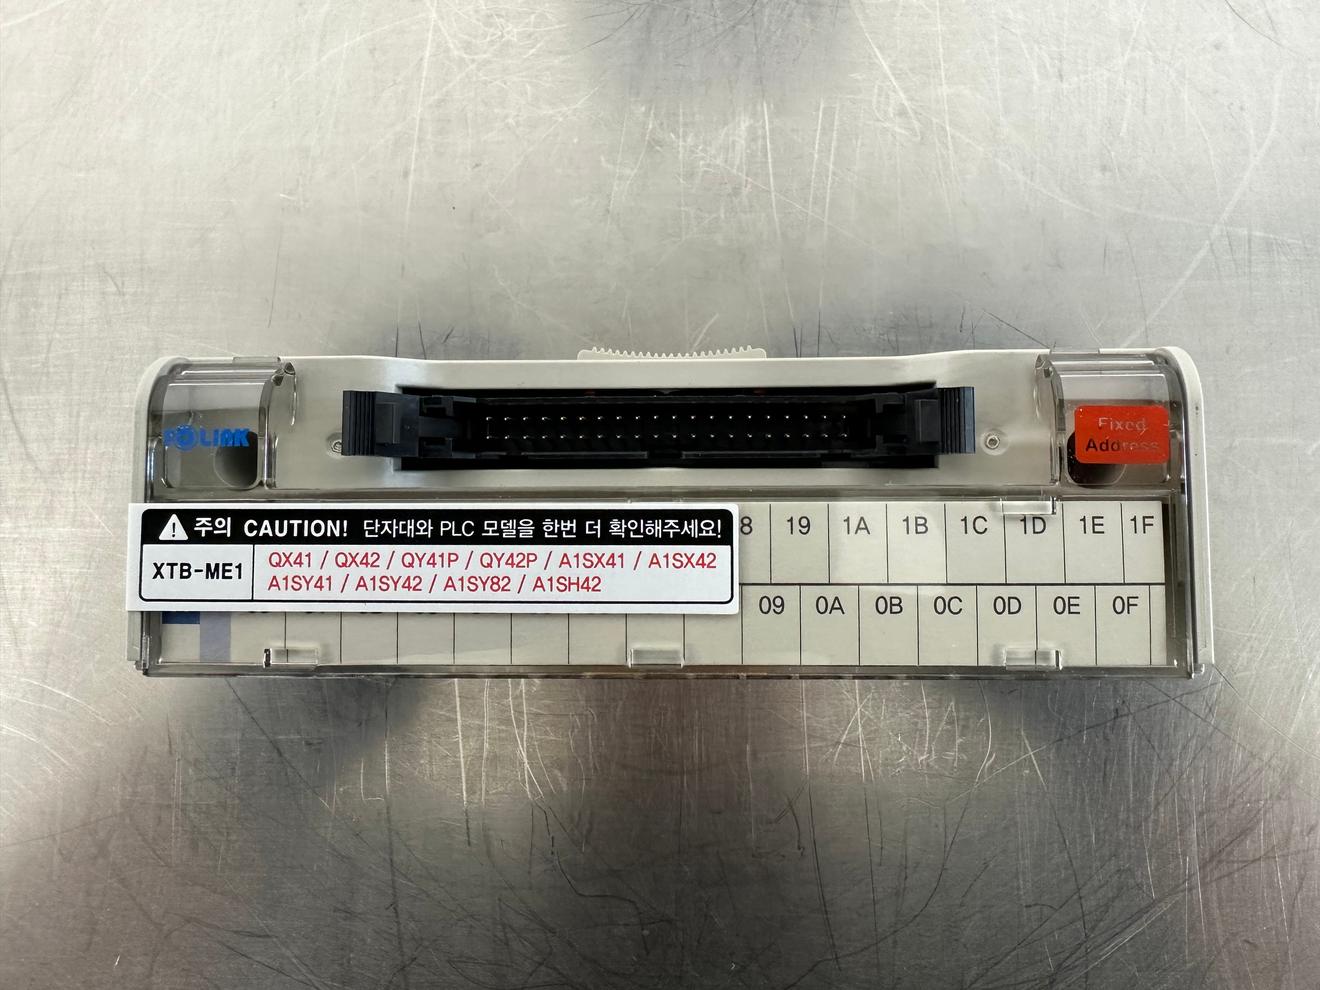 Fixed
Address
주의 CAUTION! 단자대와 PLC 모델을 한번 더 확인해주세요!
XTB-ME1
QX41 / QX42 / QY41P / QY42P / A1SX41 / A1SX42
A1SY41 / A1SY42 / A1SY82 / A1SH42
8 19 1A 1B 1C 1D 1E 1F
09 0A 0B 0C 0D 0E 0F